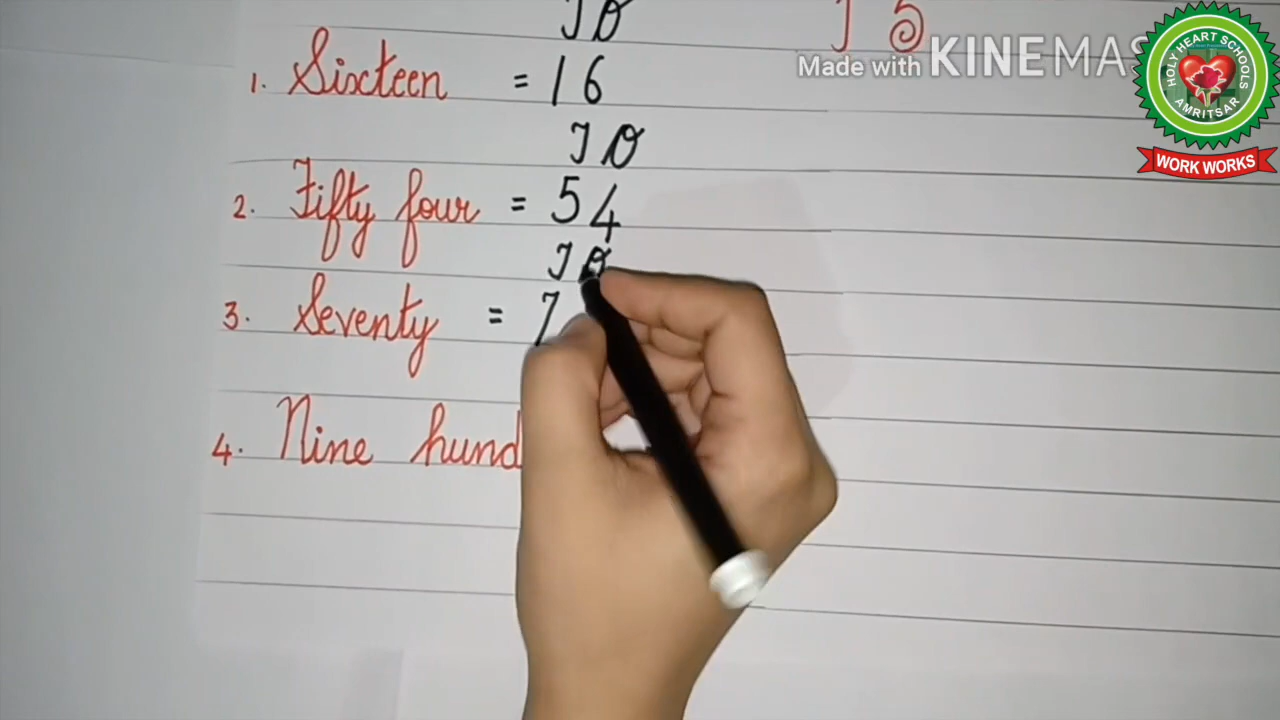 T O T 5
Made with KINEMAS
HOLY HEART SCHOOLS
AMRITSAR
WORK WORKS
1. Sixteen = 16
T O
2. Fifty four = 54
T O
3. Seventy = 7
4. Nine hund